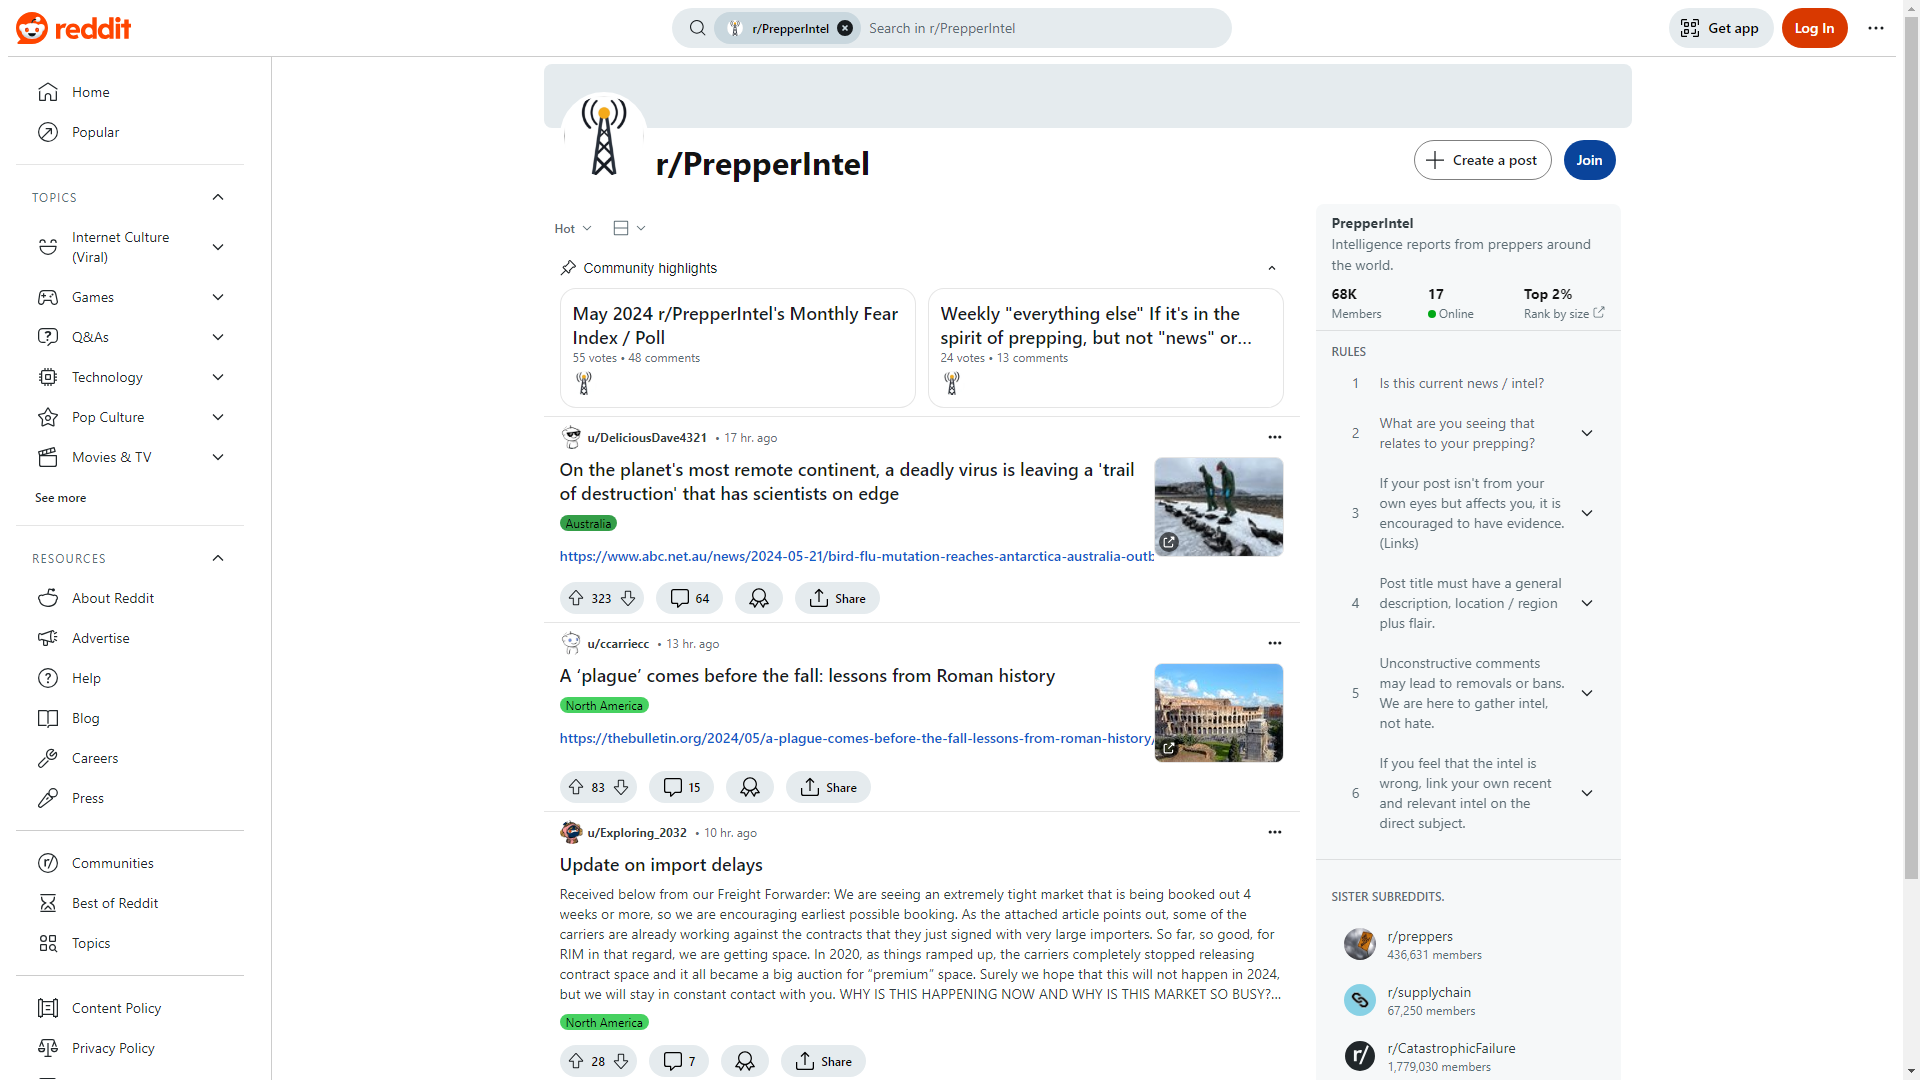 reddit
r/PrepperIntel
Search in r/PrepperIntel
Get app
Log In
Home
Popular
TOPICS
Internet Culture
(Viral)
Games
Q&As
Technology
Pop Culture
Movies & TV
See more
RESOURCES
About Reddit
Advertise
Help
Blog
Careers
Press
Communities
Best of Reddit
Topics
Content Policy
Privacy Policy
r/PrepperIntel
Create a post
Join
Hot
Community highlights
May 2024 r/PrepperIntel's Monthly Fear
Index / Poll
55 votes • 48 comments
Weekly "everything else" If it's in the
spirit of prepping, but not "news" or...
24 votes • 13 comments
u/DeliciousDave4321 • 17 hr. ago
On the planet's most remote continent, a deadly virus is leaving a 'trail
of destruction' that has scientists on edge
Australia
https://www.abc.net.au/news/2024-05-21/bird-flu-mutation-reaches-antarctica-australia-outb
323
64
Share
u/ccarriecc • 13 hr. ago
A ‘plague’ comes before the fall: lessons from Roman history
North America
https://thebulletin.org/2024/05/a-plague-comes-before-the-fall-lessons-from-roman-history/
83
15
Share
u/Exploring_2032 • 10 hr. ago
Update on import delays
Received below from our Freight Forwarder: We are seeing an extremely tight market that is being booked out 4
weeks or more, so we are encouraging earliest possible booking. As the attached article points out, some of the
carriers are already working against the contracts that they just signed with very large importers. So far, so good, for
RIM in that regard, we are getting space. In 2020, as things ramped up, the carriers completely stopped releasing
contract space and it all became a big auction for “premium” space. Surely we hope that this will not happen in 2024,
but we will stay in constant contact with you. WHY IS THIS HAPPENING NOW AND WHY IS THIS MARKET SO BUSY?...
North America
28
7
Share
PrepperIntel
Intelligence reports from preppers around
the world.
68K
Members
17
Online
Top 2%
Rank by size
RULES
1 Is this current news / intel?
2 What are you seeing that
relates to your prepping?
3 If your post isn't from your
own eyes but affects you, it is
encouraged to have evidence.
(Links)
4 Post title must have a general
description, location / region
plus flair.
5 Unconstructive comments
may lead to removals or bans.
We are here to gather intel,
not hate.
6 If you feel that the intel is
wrong, link your own recent
and relevant intel on the
direct subject.
SISTER SUBREDDITS.
r/preppers
436,631 members
r/supplychain
67,250 members
r/
r/CatastrophicFailure
1,779,030 members